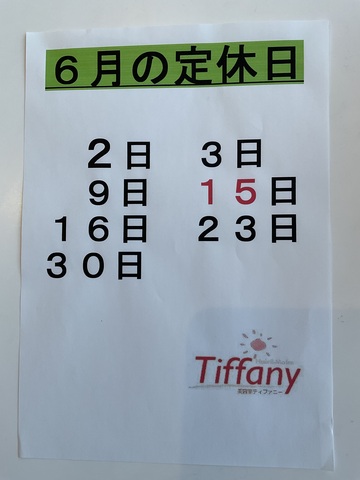 ６月の定休日
２日 ３日
９日 １５日
１６日 ２３日
３０日
Tiffany
美容室ティファニー